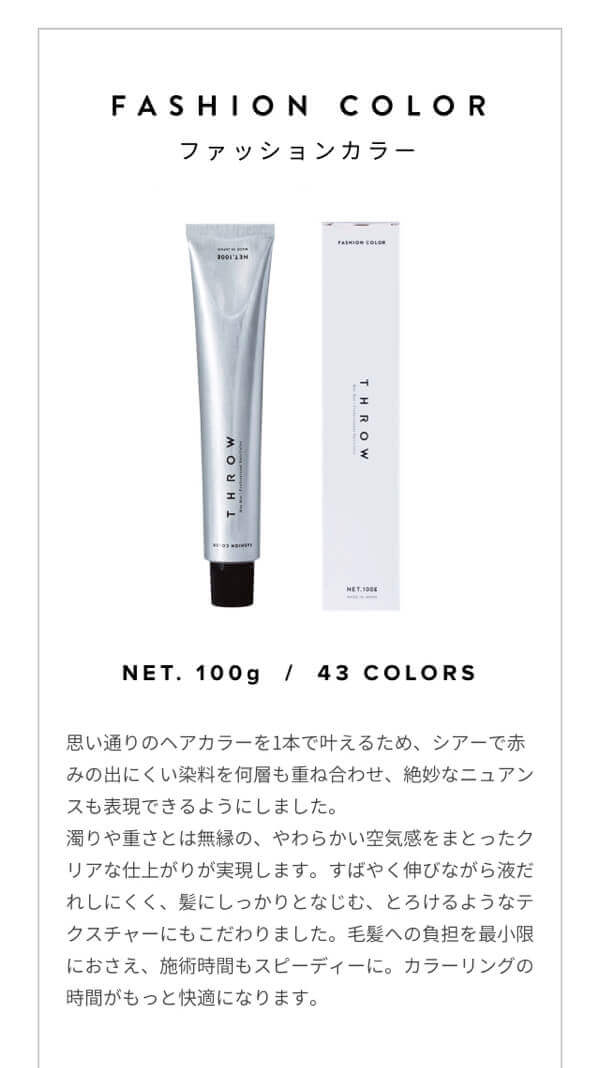 FASHION COLOR
ファッションカラー
NET.100g
MADE IN JAPAN
THROW
FASHION COLOR
FASHION COLOR
THROW
NET.100g
MADE IN JAPAN
NET. 100g / 43 COLORS
思い通りのヘアカラーを1本で叶えるため、シアーで赤
みの出にくい染料を何層も重ね合わせ、絶妙なニュアン
スも表現できるようにしました。
濁りや重さとは無縁の、やわらかい空気感をまとったク
リアな仕上がりが実現します。すばやく伸びながら液だ
れしにくく、髪にしっかりとなじむ、とろけるようなテ
クスチャーにもこだわりました。毛髪への負担を最小限
におさえ、施術時間もスピーディーに。カラーリングの
時間がもっと快適になります。